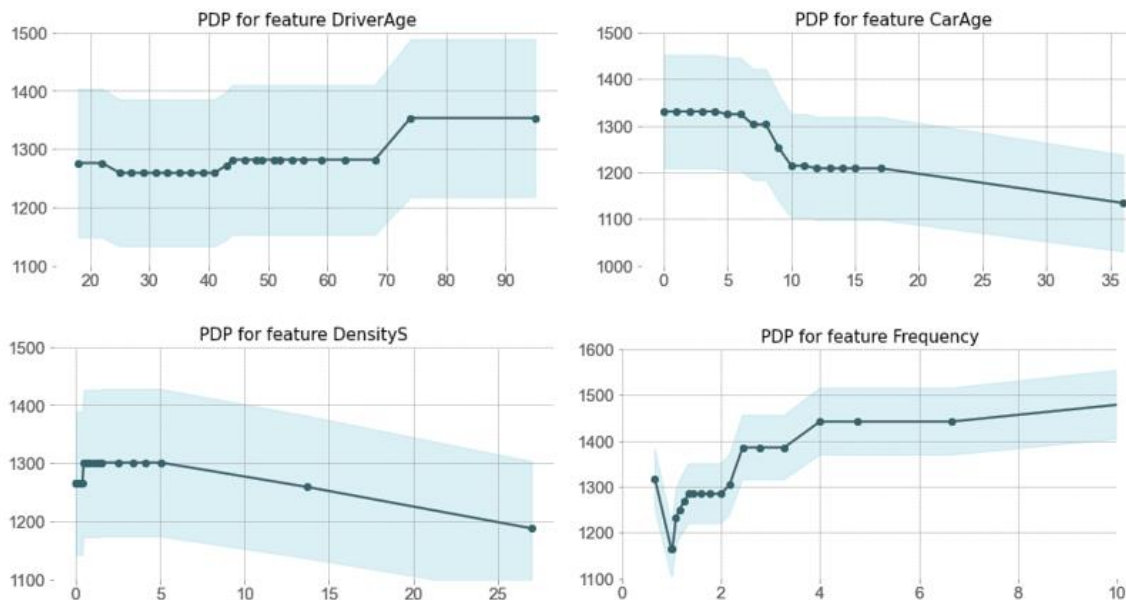 PDP for feature DriverAge
1500
1400
1300
1200
1100
20 30 40 50 60 70 80 90
PDP for feature CarAge
1500
1400
1300
1200
1100
1000
0 5 10 15 20 25 30 35
PDP for feature DensityS
1500
1400
1300
1200
1100
0 5 10 15 20 25
PDP for feature Frequency
1600
1500
1400
1300
1200
1100
0 2 4 6 8 10